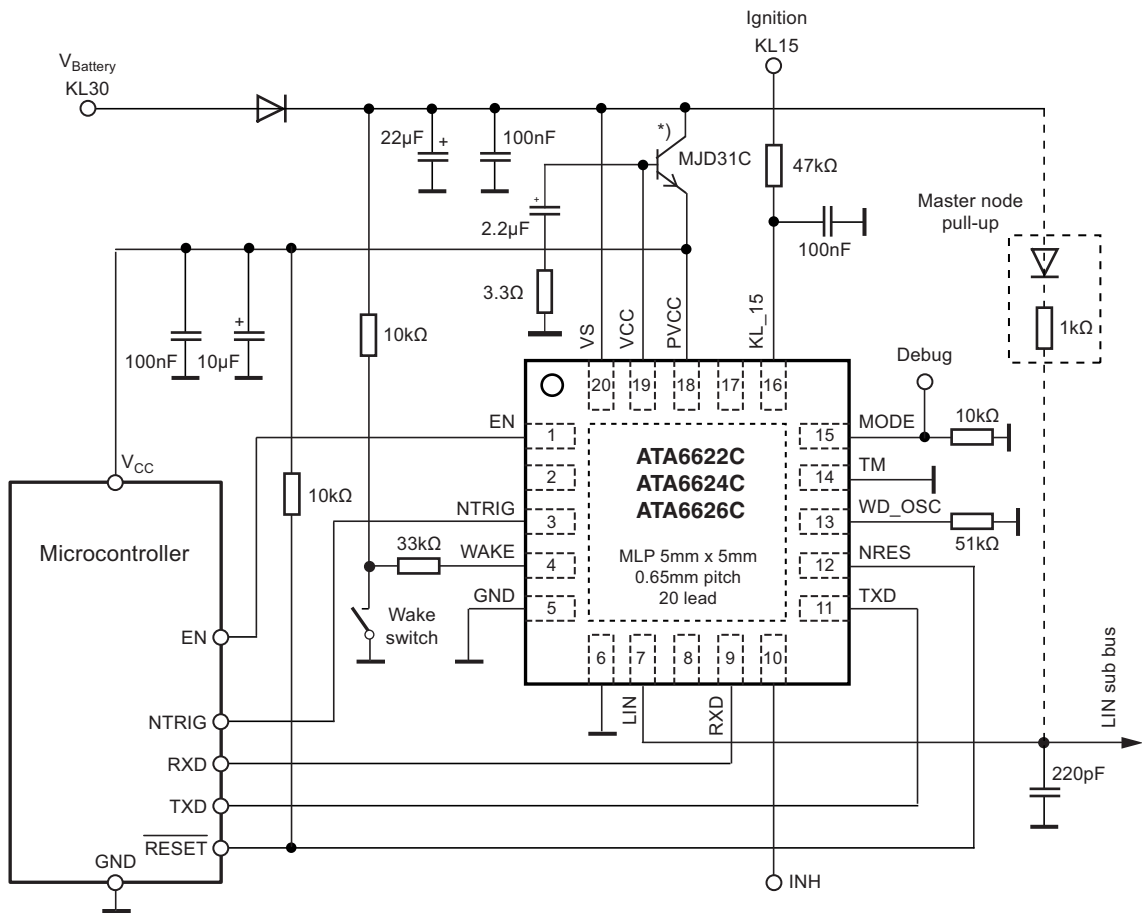 Ignition
KL15
V_Battery
KL30
*)
MJD31C
22µF
+
100nF
47kΩ
Master node
pull-up
+
2.2µF
100nF
3.3Ω
VS
VCC
PVCC
KL_15
1kΩ
100nF
+
10µF
10kΩ
Debug
20
19
18
17
16
EN
1
2
NTRIG
3
33kΩ
WAKE
4
GND
5
ATA6622C
ATA6624C
ATA6626C
MLP 5mm x 5mm
0.65mm pitch
20 lead
15
MODE
10kΩ
14
TM
13
WD_OSC
51kΩ
12
NRES
11
TXD
V_CC
10kΩ
Microcontroller
Wake
switch
6
7
8
9
10
LIN
RXD
LIN sub bus
EN
NTRIG
RXD
TXD
RESET
GND
220pF
INH